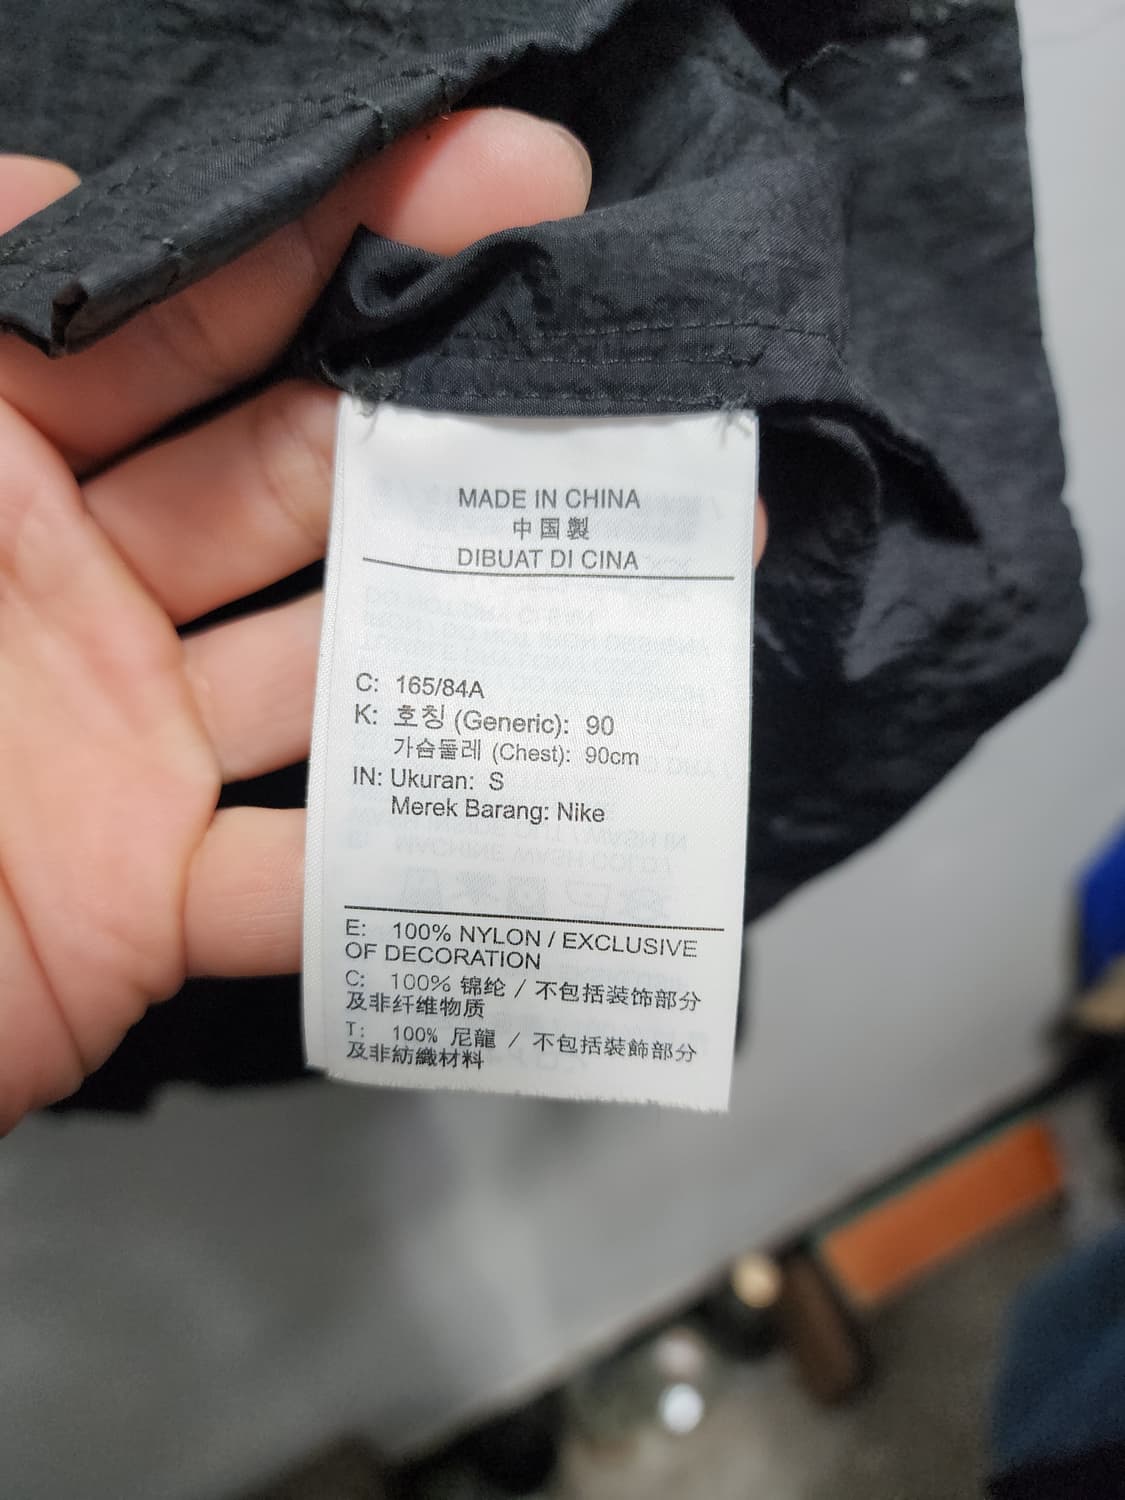 MADE IN CHINA
中国製
DIBUAT DI CINA
C: 165/84A
K: 호칭 (Generic): 90
가슴둘레 (Chest): 90cm
IN: Ukuran: S
Merek Barang: Nike
E: 100% NYLON / EXCLUSIVE
OF DECORATION
C: 100% 锦纶 / 不包括装饰部分
及非纤维物质
T: 100% 尼龍 / 不包括裝飾部分
及非紡織材料